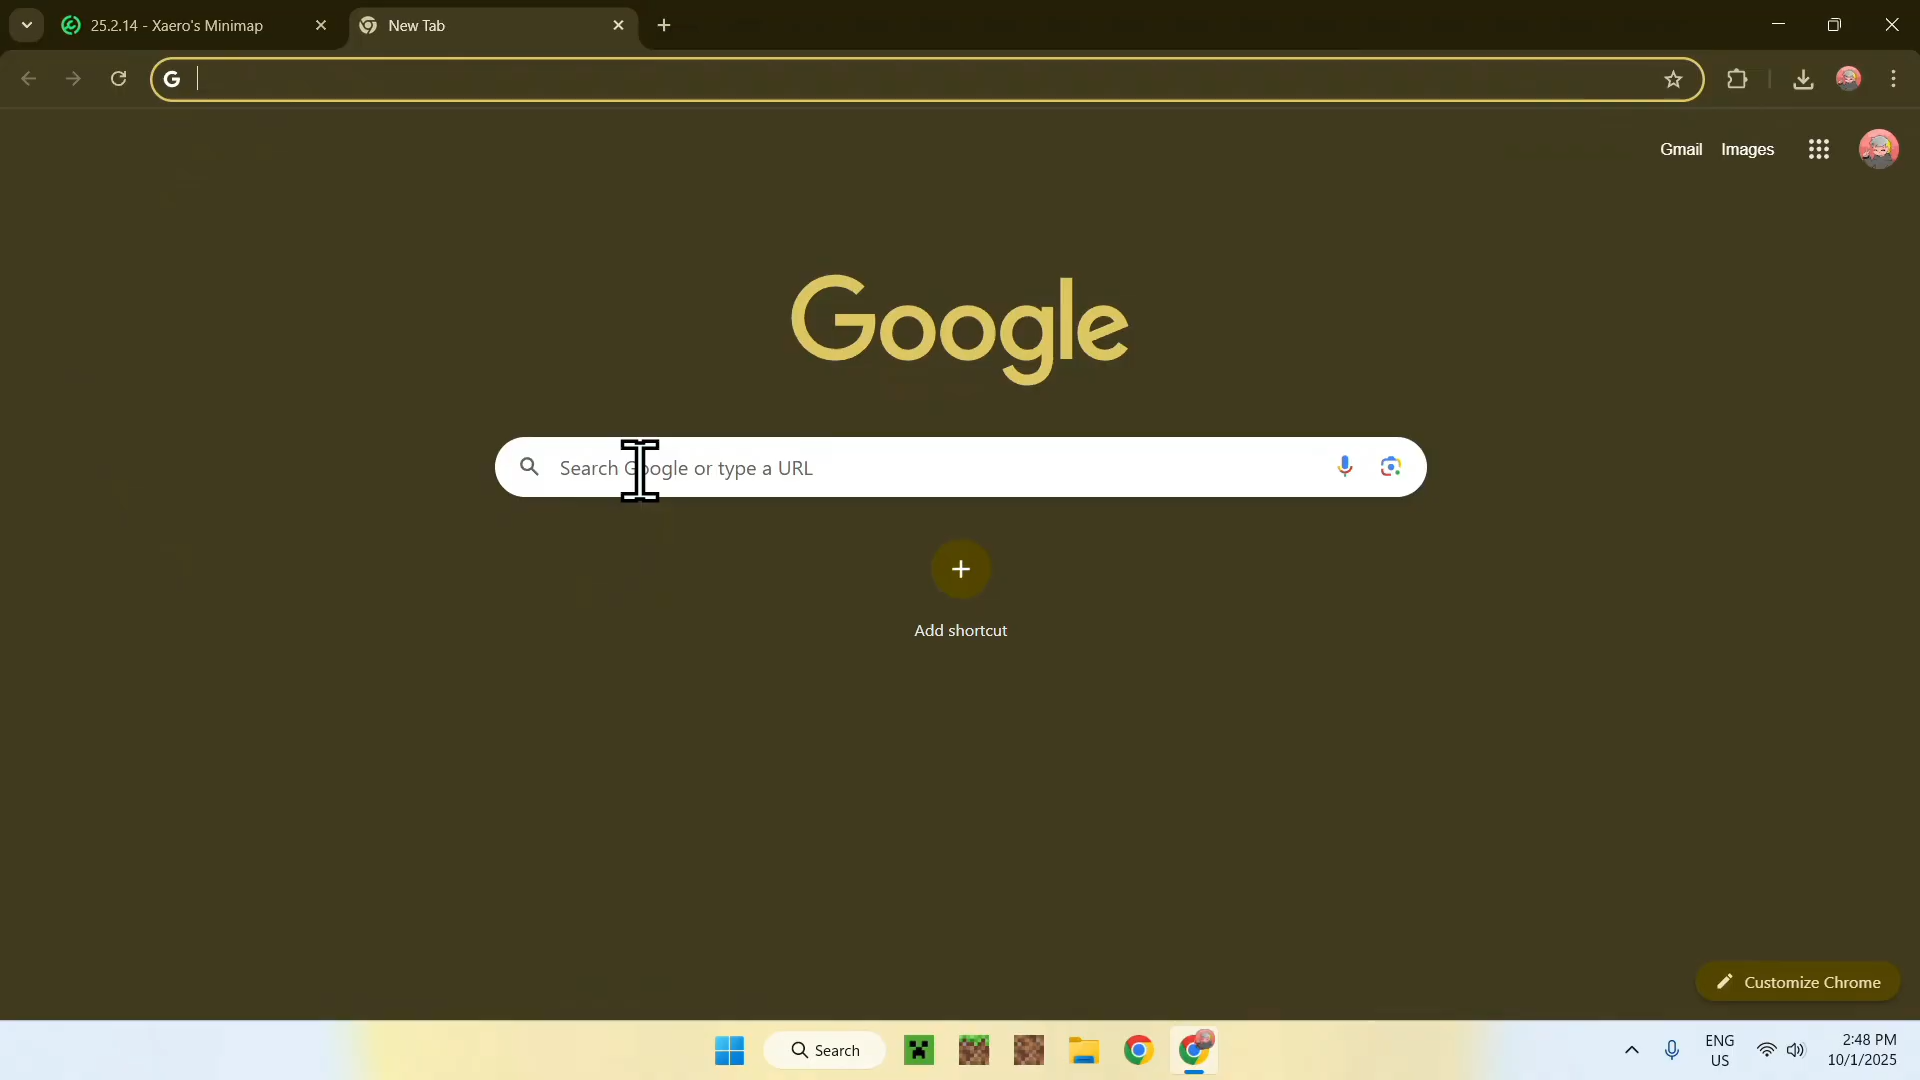 25.2.14 - Xaero's Minimap
New Tab
Gmail
Images
Google
Search Google or type a URL
Add shortcut
Customize Chrome
Search
ENG
US
2:48 PM
10/1/2025